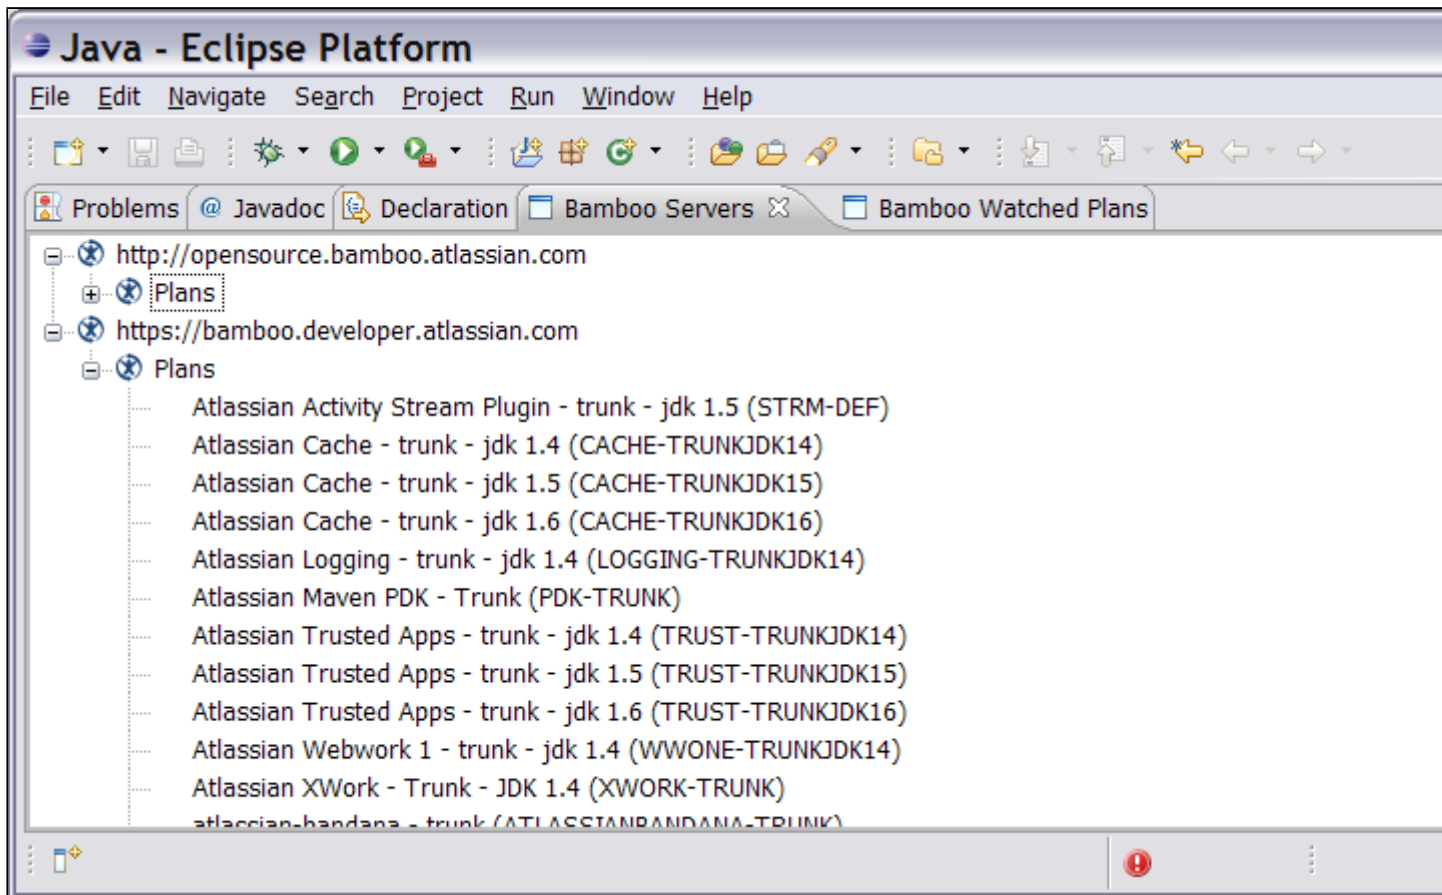 Java - Eclipse Platform
File Edit Navigate Search Project Run Window Help
Problems @ Javadoc Declaration Bamboo Servers Bamboo Watched Plans
http://opensource.bamboo.atlassian.com
Plans
https://bamboo.developer.atlassian.com
Plans
Atlassian Activity Stream Plugin - trunk - jdk 1.5 (STRM-DEF)
Atlassian Cache - trunk - jdk 1.4 (CACHE-TRUNKJDK14)
Atlassian Cache - trunk - jdk 1.5 (CACHE-TRUNKJDK15)
Atlassian Cache - trunk - jdk 1.6 (CACHE-TRUNKJDK16)
Atlassian Logging - trunk - jdk 1.4 (LOGGING-TRUNKJDK14)
Atlassian Maven PDK - Trunk (PDK-TRUNK)
Atlassian Trusted Apps - trunk - jdk 1.4 (TRUST-TRUNKJDK14)
Atlassian Trusted Apps - trunk - jdk 1.5 (TRUST-TRUNKJDK15)
Atlassian Trusted Apps - trunk - jdk 1.6 (TRUST-TRUNKJDK16)
Atlassian Webwork 1 - trunk - jdk 1.4 (WWONE-TRUNKJDK14)
Atlassian XWork - Trunk - JDK 1.4 (XWORK-TRUNK)
atlassian-bandana - trunk (ATLASSIANBANDANA-TRUNK)